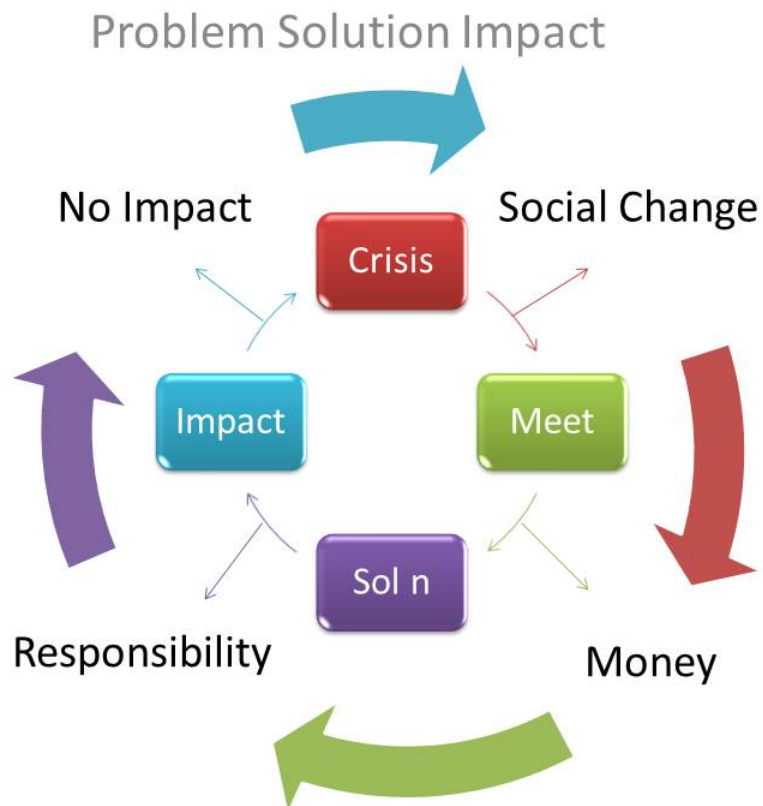 Problem Solution Impact
No Impact
Social Change
Crisis
Impact
Meet
Sol n
Responsibility
Money